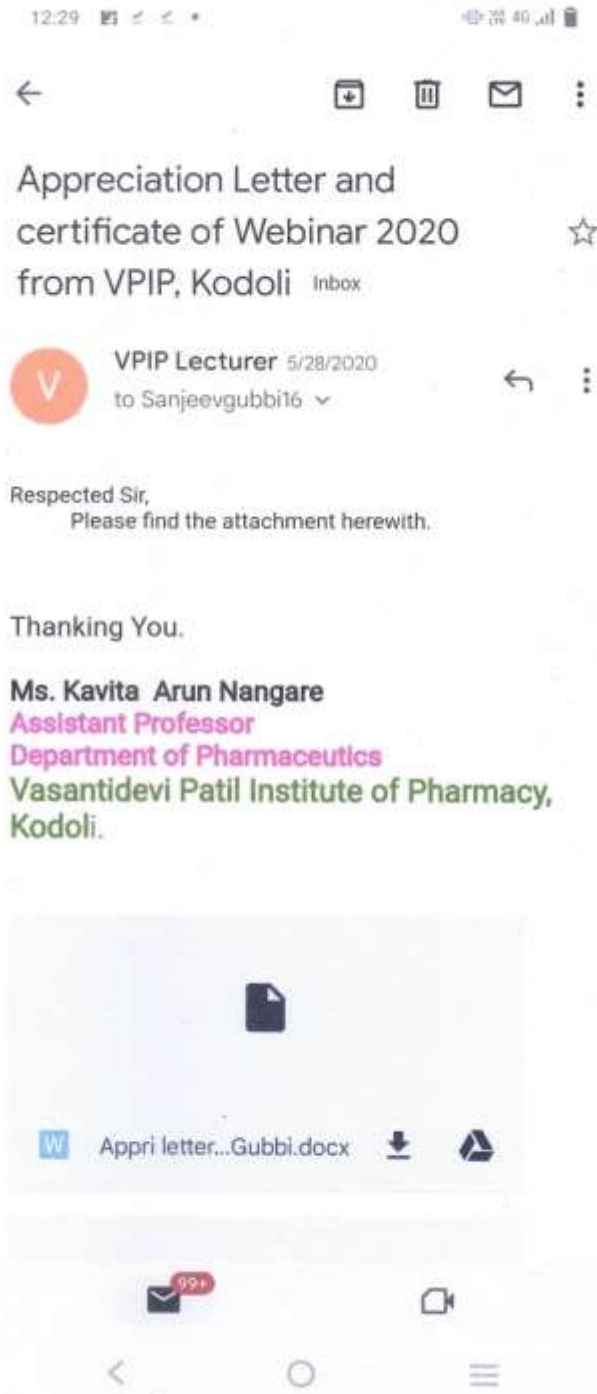 12:29
4G
Appreciation Letter and
certificate of Webinar 2020
from VPIP, Kodoli Inbox
V
VPIP Lecturer 5/28/2020
to Sanjeevgubbi16
Respected Sir,
Please find the attachment herewith.
Thanking You.
Ms. Kavita Arun Nangare
Assistant Professor
Department of Pharmaceutics
Vasantidevi Patil Institute of Pharmacy,
Kodoli.
W Appri letter...Gubbi.docx
99+